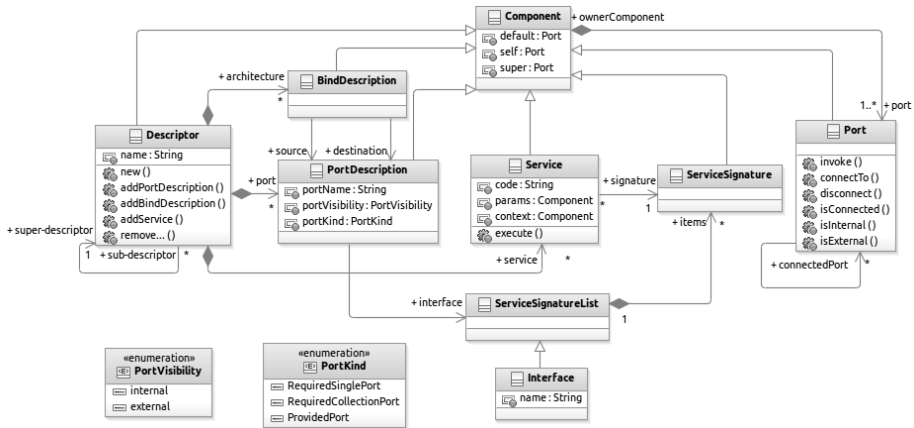 Component
default : Port
self : Port
super : Port
+ ownerComponent
+ architecture
*
BindDescription
1..*
+ port
Descriptor
name : String
new ()
addPortDescription ()
addBindDescription ()
addService ()
remove... ()
+ source
+ destination
+ port
*
PortDescription
portName : String
portVisibility : PortVisibility
portKind : PortKind
Service
code : String
params : Component
context : Component
execute ()
+ signature
*
1
ServiceSignature
Port
invoke ()
connectTo ()
disconnect ()
isConnected ()
isInternal ()
isExternal ()
+ super-descriptor
1
+ sub-descriptor
*
+ service
*
+ items
*
+ connectedPort
*
+ interface
ServiceSignatureList
1
«enumeration»
PortVisibility
internal
external
«enumeration»
PortKind
RequiredSinglePort
RequiredCollectionPort
ProvidedPort
Interface
name : String